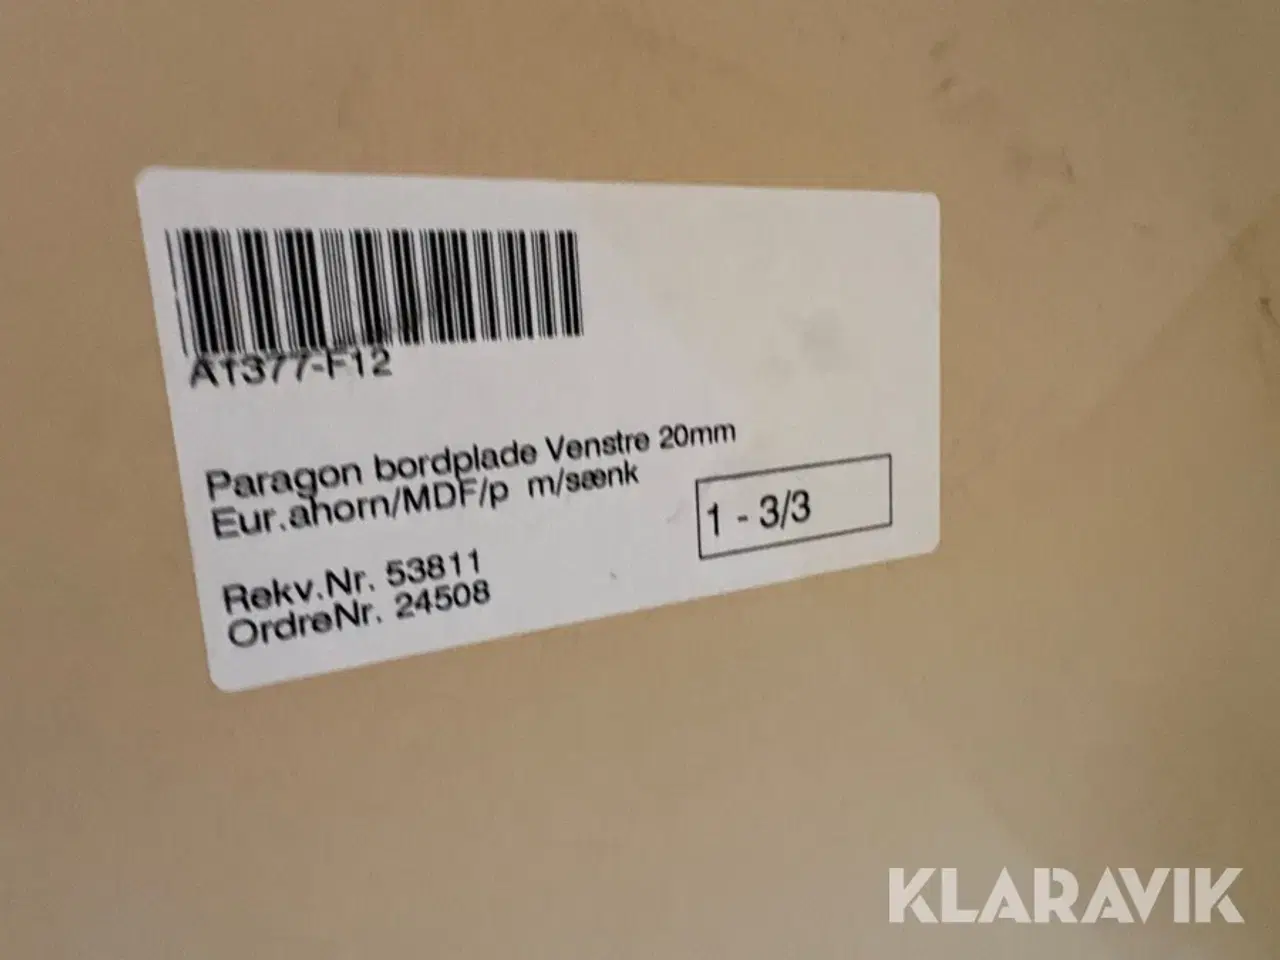 A1377-F12
Paragon bordplade Venstre 20mm
Eur.ahorn/MDF/p m/sænk
1 - 3/3
Rekv.Nr. 53811
OrdreNr. 24508
KLARAVIK